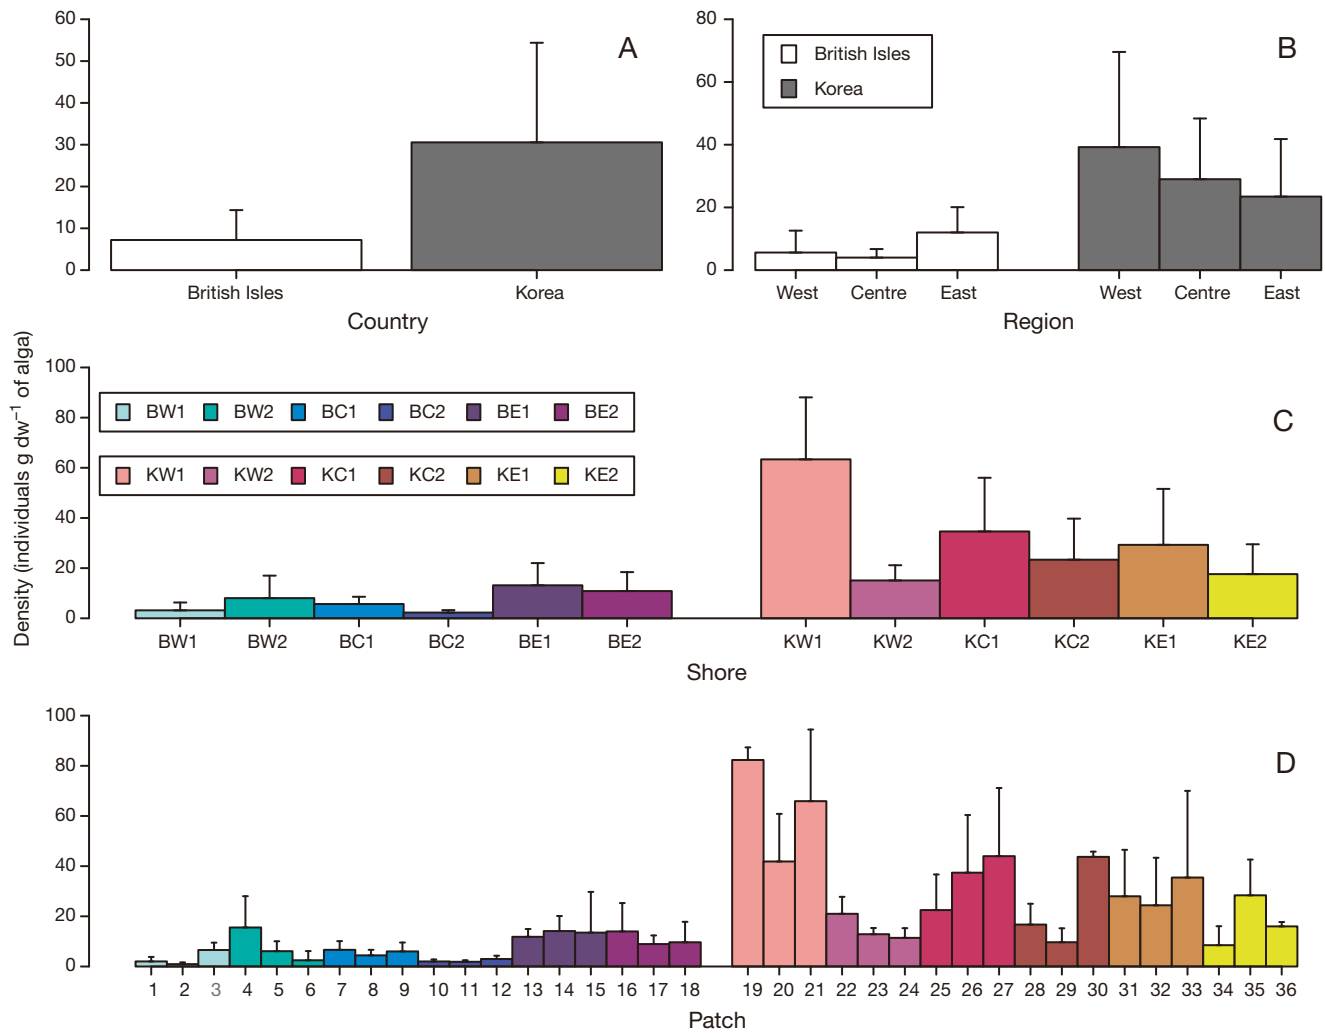 A
60
50
40
30
20
10
0
British Isles Korea
Country
B
80
60
40
20
0
British Isles
Korea
West Centre East West Centre East
Region
Density (individuals g dw⁻¹ of alga)
C
100
80
60
40
20
0
BW1 BW2 BC1 BC2 BE1 BE2
KW1 KW2 KC1 KC2 KE1 KE2
BW1 BW2 BC1 BC2 BE1 BE2 KW1 KW2 KC1 KC2 KE1 KE2
Shore
D
100
80
60
40
20
0
1 2 3 4 5 6 7 8 9 10 11 12 13 14 15 16 17 18 19 20 21 22 23 24 25 26 27 28 29 30 31 32 33 34 35 36
Patch